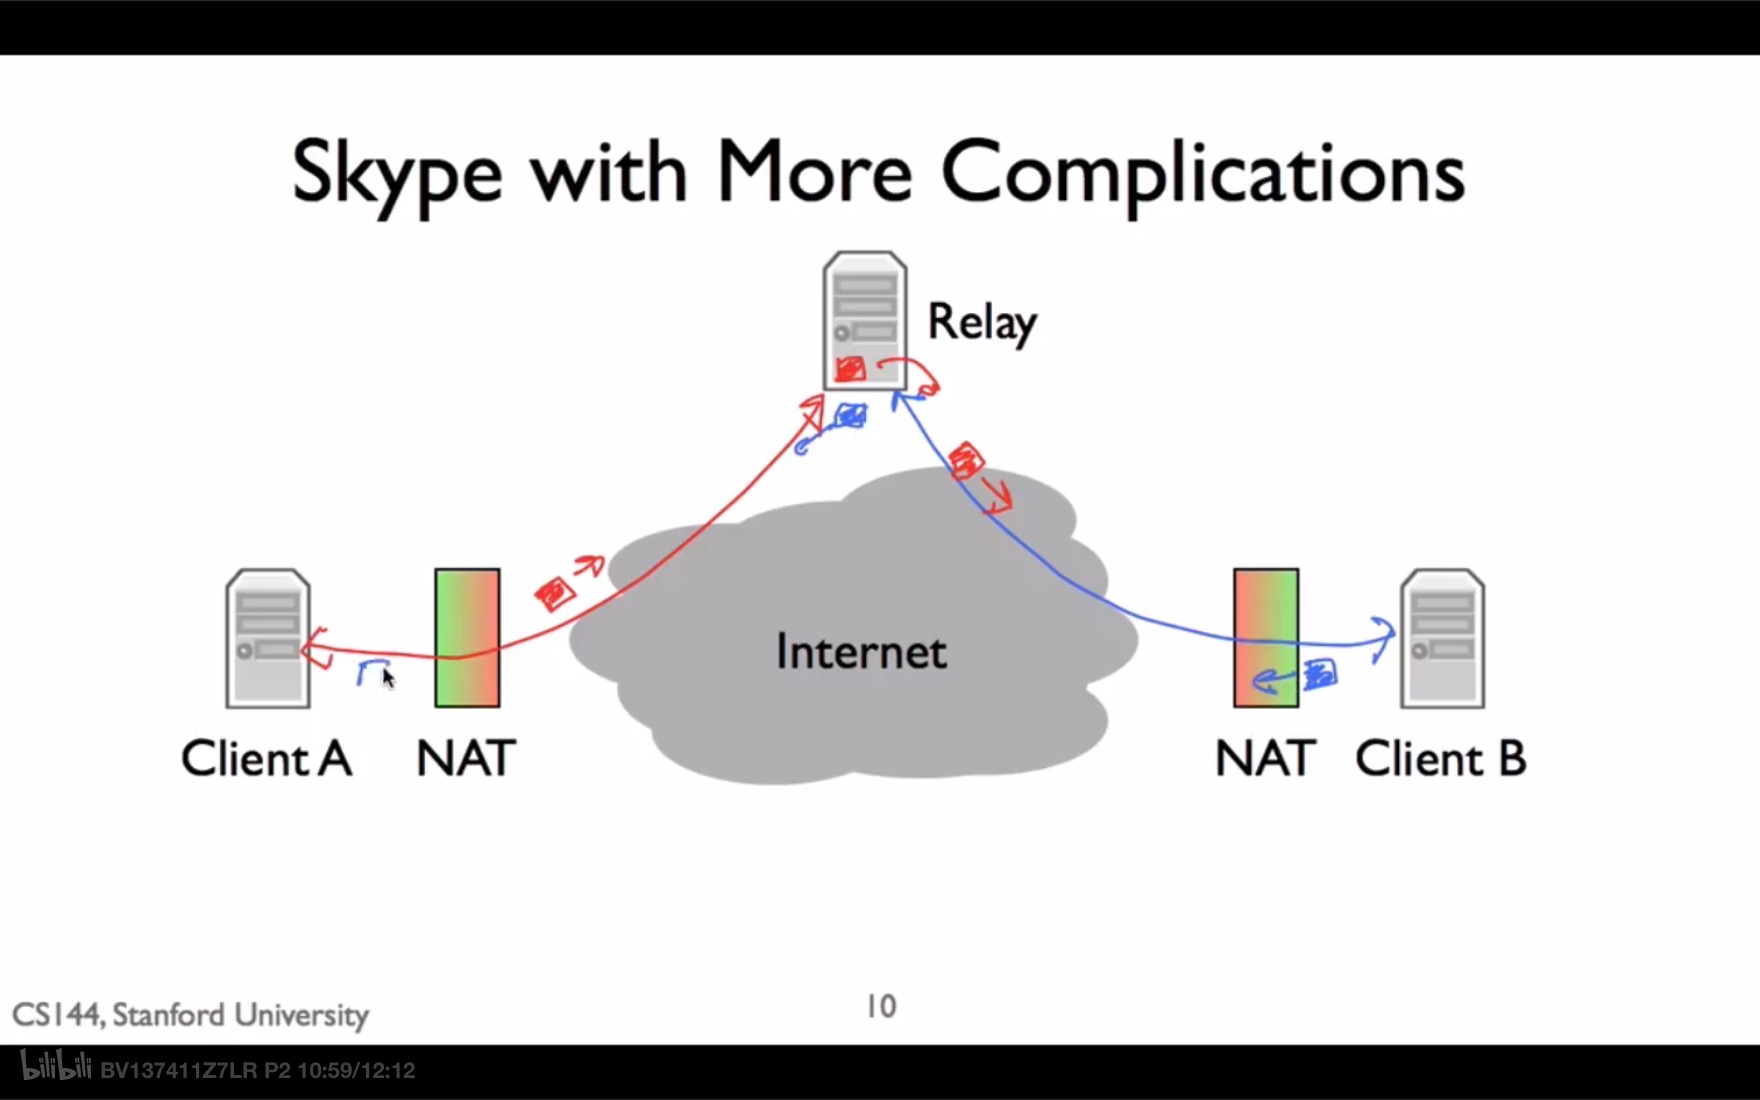 Skype with More Complications
Relay
Internet
Client A
NAT
NAT
Client B
CS144, Stanford University
10
bilibili BV137411Z7LR P2 10:59/12:12